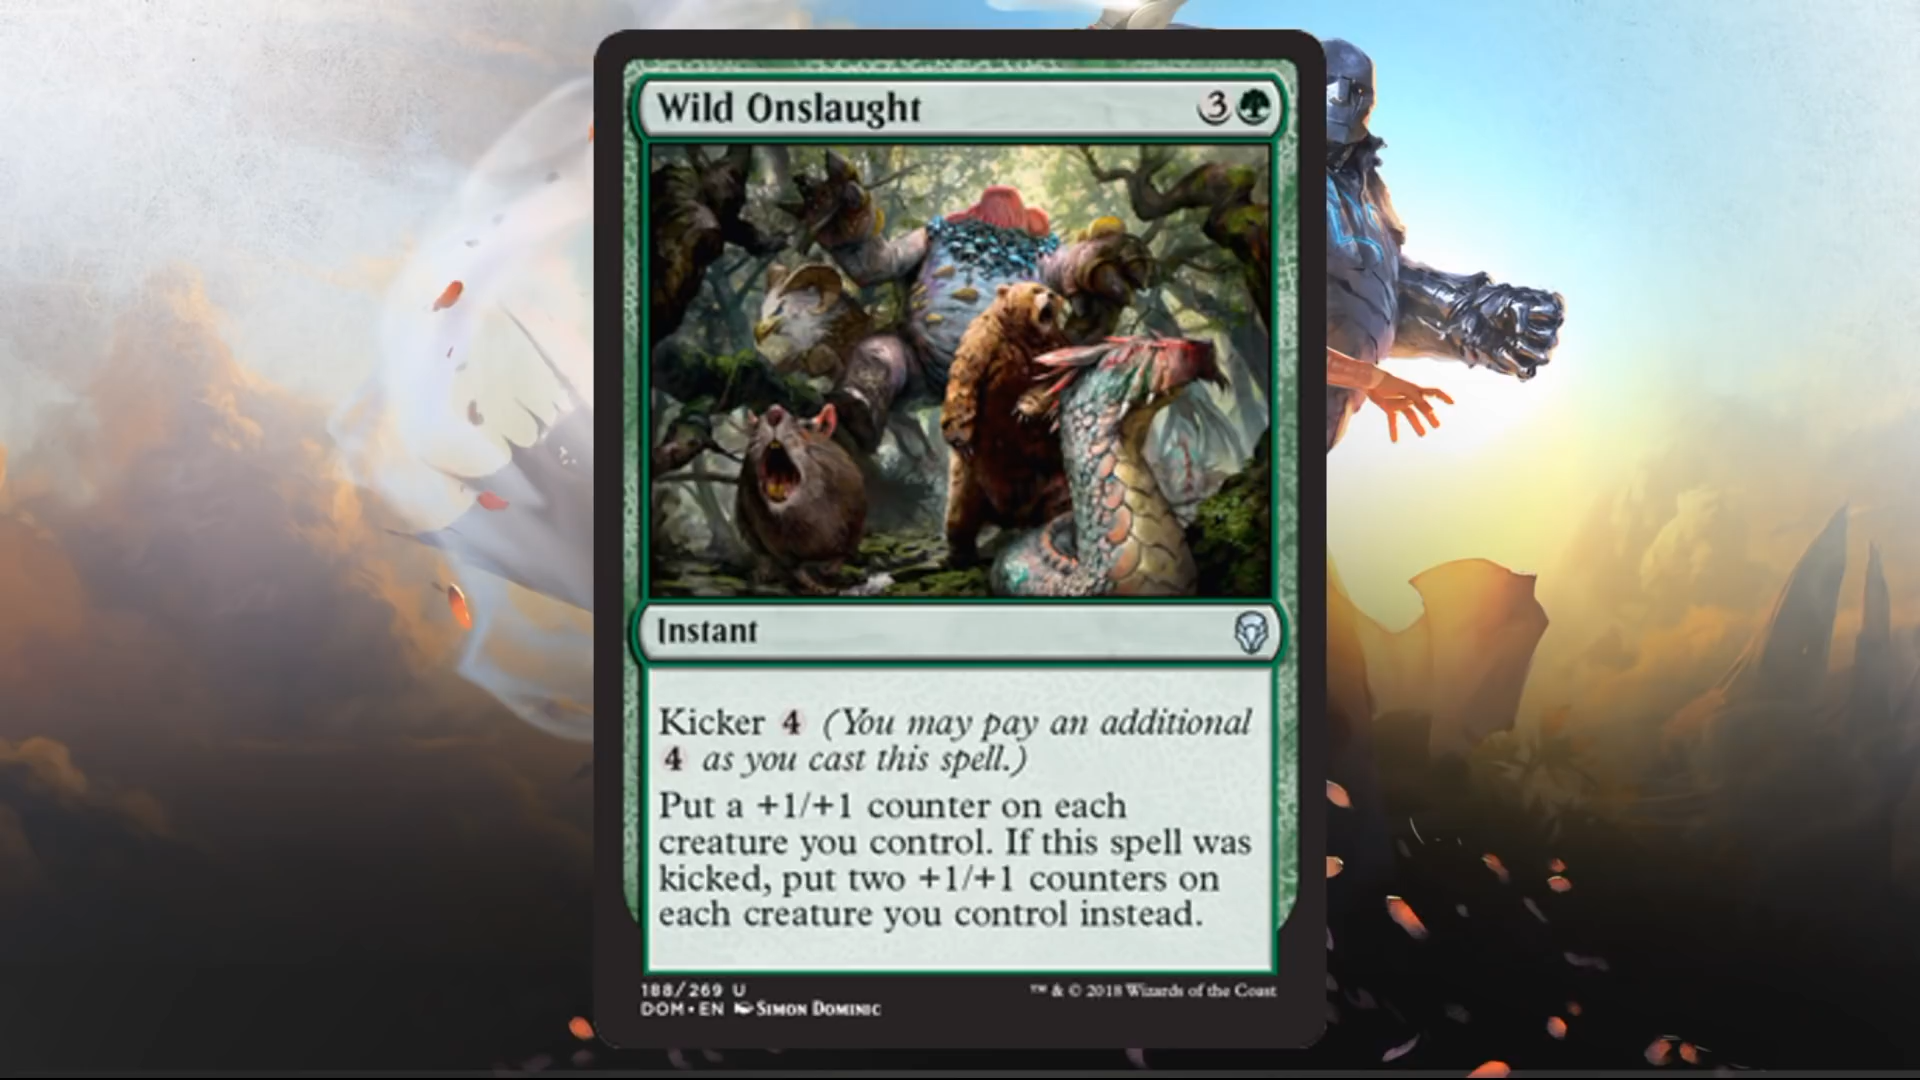 Wild Onslaught 3
Instant
Kicker 4 (You may pay an additional
4 as you cast this spell.)
Put a +1/+1 counter on each
creature you control. If this spell was
kicked, put two +1/+1 counters on
each creature you control instead.
188/269 U
™ & © 2018 Wizards of the Coast
DOM • EN Simon Dominic